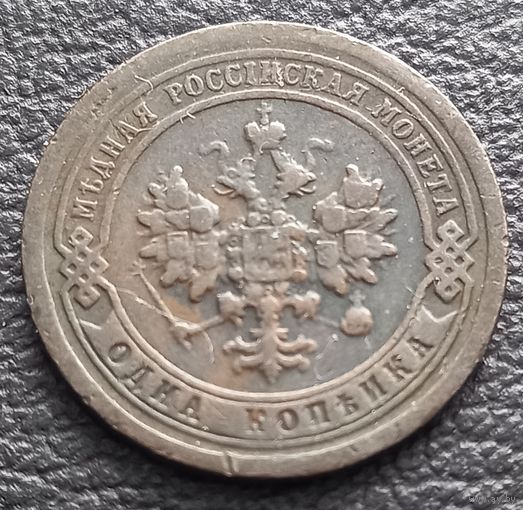 МѢДНАЯ РОССІЙСКАЯ МОНЕТА
ОДНА КОПѢЙКА